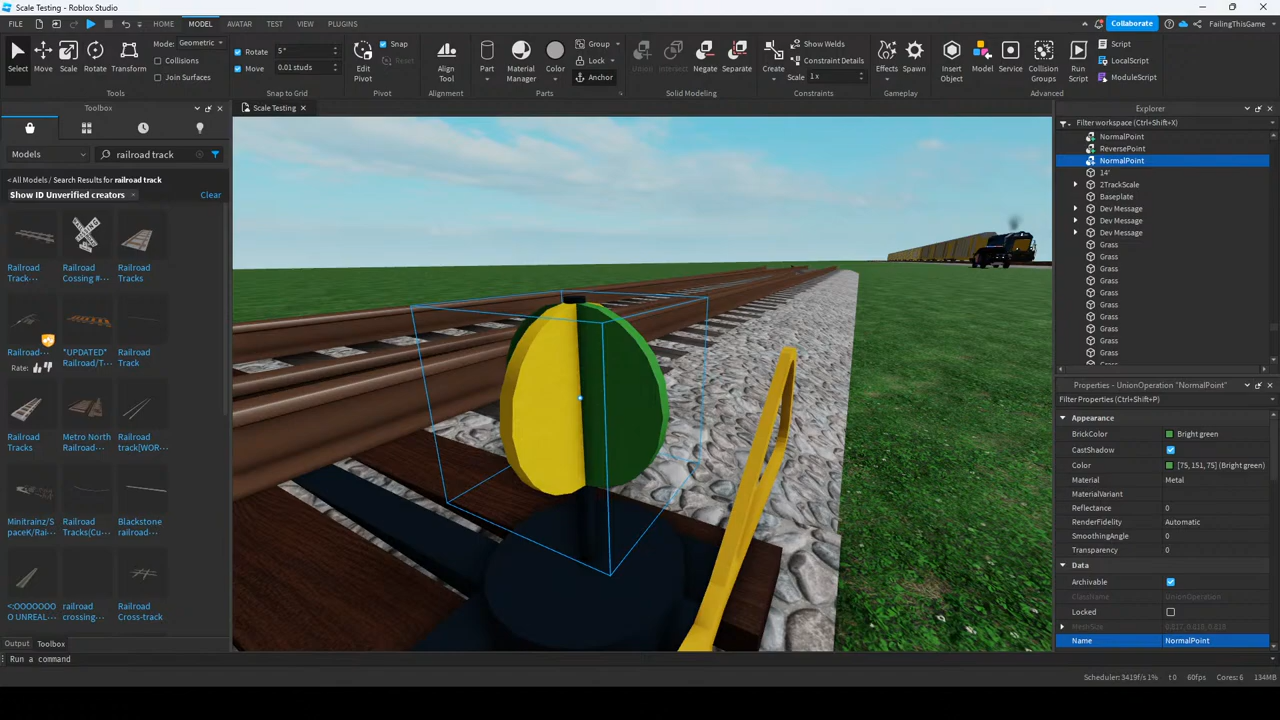 Scale Testing - Roblox Studio
FILE HOME MODEL AVATAR TEST VIEW PLUGINS Collaborate FailingThisGame
Select Move Scale Rotate Transform
Mode: Geometric
Collisions
Join Surfaces
Tools
Rotate 5 °
Move 0.01 studs
Snap to Grid
Edit Pivot
Snap
Reset
Pivot
Align Tool
Alignment
Part Material Manager Color
Group
Lock
Anchor
Parts
Union Intersect Negate Separate
Solid Modeling
Create
Show Welds
Constraint Details
Scale 1 x
Constraints
Effects Spawn
Gameplay
Insert Object Model Service Collision Groups Run Script
Script
LocalScript
ModuleScript
Advanced
Toolbox
Models railroad track
< All Models / Search Results for railroad track
Show ID Unverified creators Clear
Railroad Track...
Railroad Cossing #...
Railroad Tracks
Railroad...
Rate:
*UPDATED* Railroad/T...
Railroad Track
Railroad Tracks
Metro North Railroad...
Railroad track[WOR...
Minitrainz/SpaceK/Rai...
Railroad Tracks(Cu...
Blackstone railroad...
<:OOOOOOO UNREAL...
railroad crossing...
Railroad Cross-track
Output Toolbox
Run a command
Scale Testing
Explorer
Filter workspace (Ctrl+Shift+X)
NormalPoint
ReversePoint
NormalPoint
14'
2TrackScale
Baseplate
Dev Message
Dev Message
Dev Message
Grass
Grass
Grass
Grass
Grass
Grass
Grass
Grass
Grass
Grass
Properties - UnionOperation "NormalPoint"
Filter Properties (Ctrl+Shift+P)
Appearance
BrickColor Bright green
CastShadow
Color [75, 151, 75] (Bright green)
Material Metal
MaterialVariant
Reflectance 0
RenderFidelity Automatic
SmoothingAngle 0
Transparency 0
Data
Archivable
ClassName UnionOperation
Locked
Name NormalPoint
Scheduler: 3419f/s 1% t 0 60fps Cores: 6 134MB